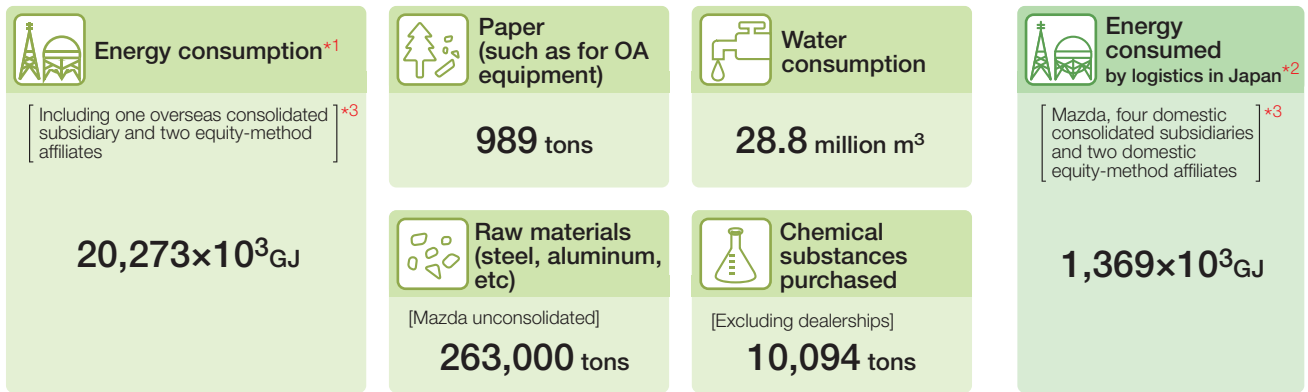 Energy consumption*1
[Including one overseas consolidated
subsidiary and two equity-method
affiliates]*3
20,273×10³GJ
Paper
(such as for OA
equipment)
989 tons
Water
consumption
28.8 million m³
Raw materials
(steel, aluminum,
etc)
[Mazda unconsolidated]
263,000 tons
Chemical
substances
purchased
[Excluding dealerships]
10,094 tons
Energy
consumed
by logistics in Japan*2
[Mazda, four domestic
consolidated subsidiaries
and two domestic
equity-method affiliates]*3
1,369×10³GJ